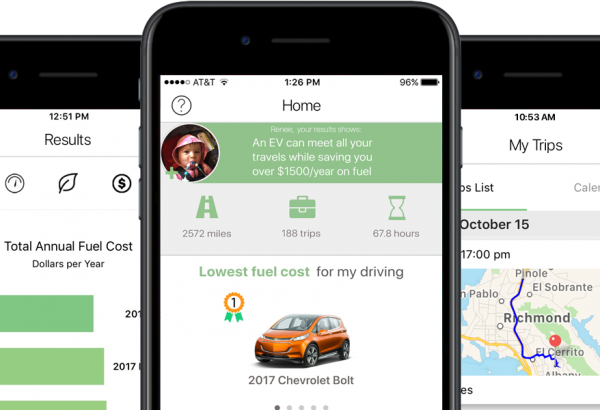 12:51 PM
Results
Total Annual Fuel Cost
Dollars per Year
201
2017
AT&T 1:26 PM 96%
? Home
Renee, your results shows:
An EV can meet all your
travels while saving you
over $1500/year on fuel
2572 miles 188 trips 67.8 hours
Lowest fuel cost for my driving
1
2017 Chevrolet Bolt
10:53 AM
My Trips
ps List Cale
October 15
17:00 pm
Pinole
n Pablo El Sobrante
Richmond
El Cerrito
Albany
es